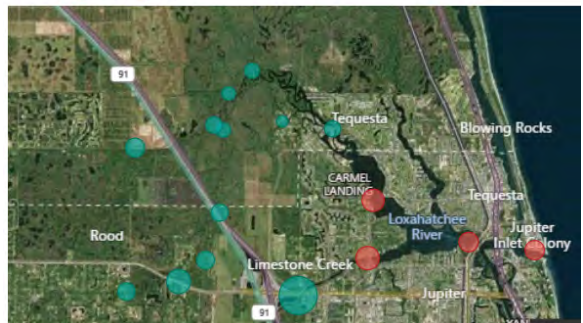 91
Tequesta
Blowing Rocks
CARMEL
LANDING
Tequesta
Loxahatchee
River
Jupiter
Inlet Colony
Rood
Limestone Creek
Jupiter
91